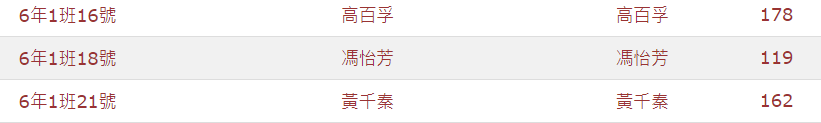 6年1班16號 高百孚 高百孚 178
6年1班18號 馮怡芳 馮怡芳 119
6年1班21號 黃千秦 黃千秦 162